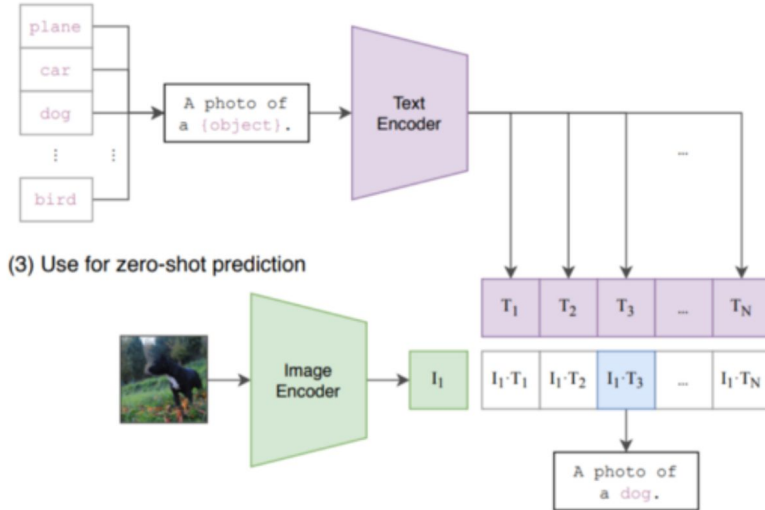 plane
car
dog
⋮ ⋮
bird
A photo of
a {object}.
Text
Encoder
...
(3) Use for zero-shot prediction
T1 T2 T3 ... TN
Image
Encoder
I1
I1·T1 I1·T2 I1·T3 ... I1·TN
A photo of
a dog.